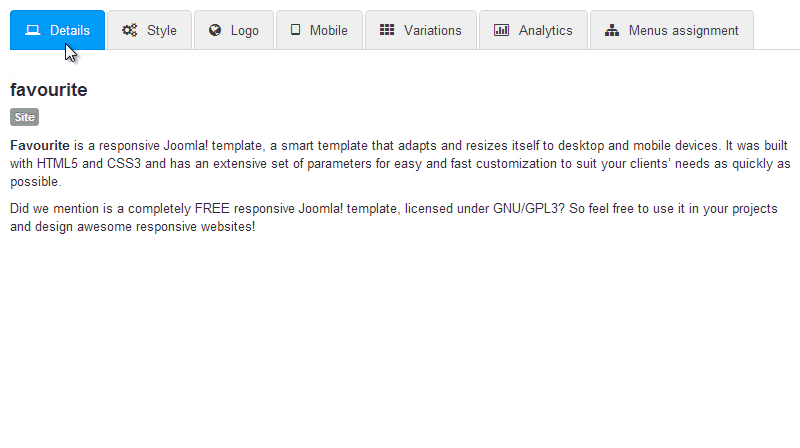 Details Style Logo Mobile Variations Analytics Menus assignment
favourite
Site
Favourite is a responsive Joomla! template, a smart template that adapts and resizes itself to desktop and mobile devices. It was built
with HTML5 and CSS3 and has an extensive set of parameters for easy and fast customization to suit your clients’ needs as quickly as
possible.
Did we mention is a completely FREE responsive Joomla! template, licensed under GNU/GPL3? So feel free to use it in your projects
and design awesome responsive websites!